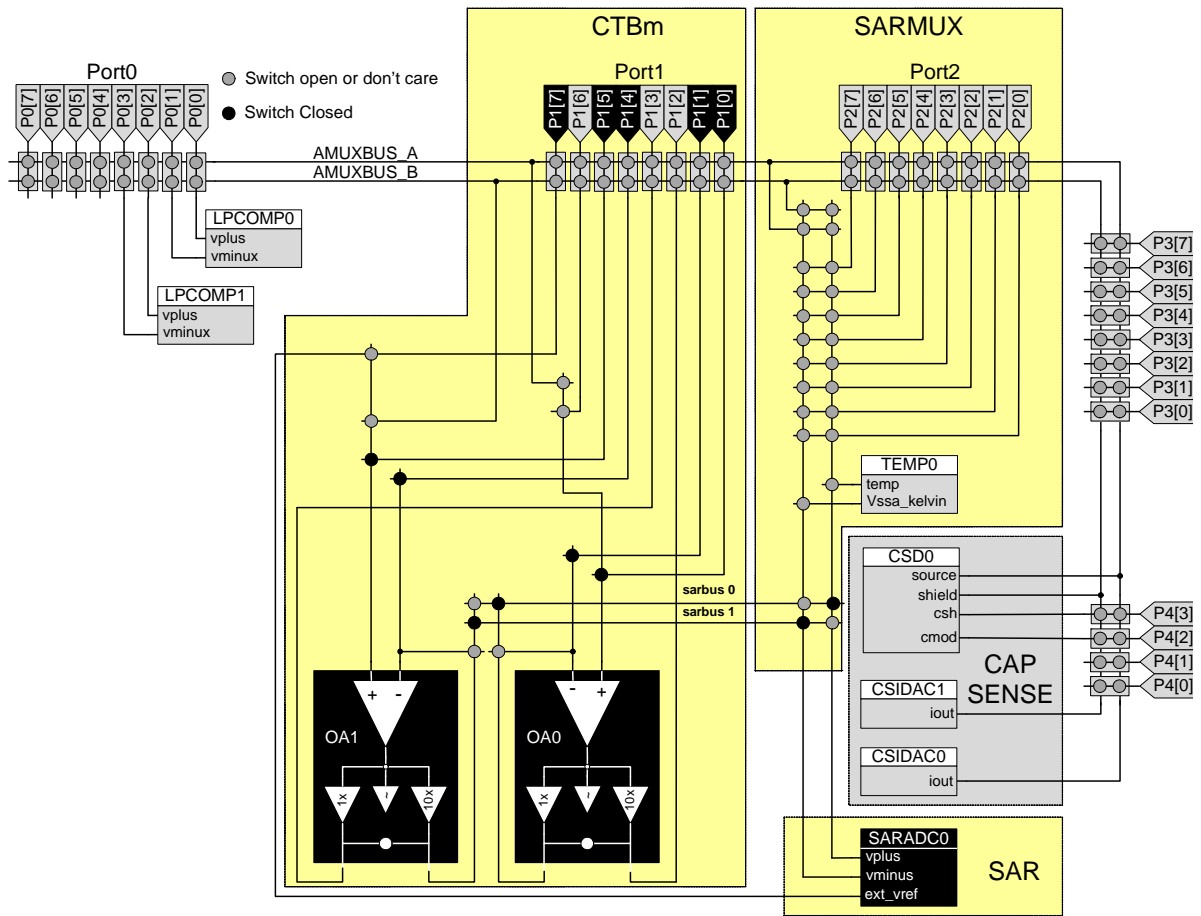 CTBm
SARMUX
Port0
Port1
Port2
Switch open or don't care
Switch Closed
P0[7]
P0[6]
P0[5]
P0[4]
P0[3]
P0[2]
P0[1]
P0[0]
P1[7]
P1[6]
P1[5]
P1[4]
P1[3]
P1[2]
P1[1]
P1[0]
P2[7]
P2[6]
P2[5]
P2[4]
P2[3]
P2[2]
P2[1]
P2[0]
AMUXBUS_A
AMUXBUS_B
LPCOMP0
vplus
vminux
LPCOMP1
vplus
vminux
P3[7]
P3[6]
P3[5]
P3[4]
P3[3]
P3[2]
P3[1]
P3[0]
TEMP0
temp
Vssa_kelvin
CSD0
source
shield
csh
cmod
sarbus 0
sarbus 1
P4[3]
P4[2]
P4[1]
P4[0]
CAP
SENSE
CSIDAC1
iout
CSIDAC0
iout
+ -
OA1
1x
~
10x
- +
OA0
1x
~
10x
SARADC0
vplus
vminus
ext_vref
SAR